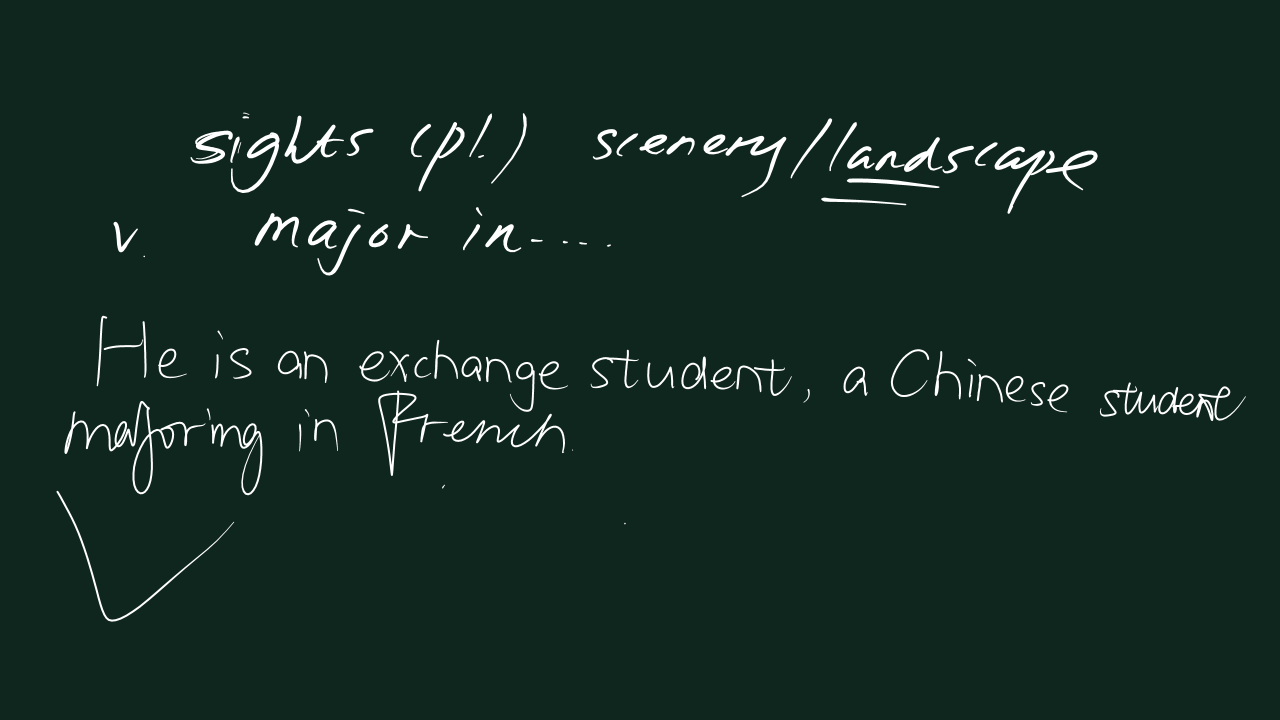 sights (pl.) scenery/landscape
v. major in-....
He is an exchange student, a Chinese student
majoring in French.